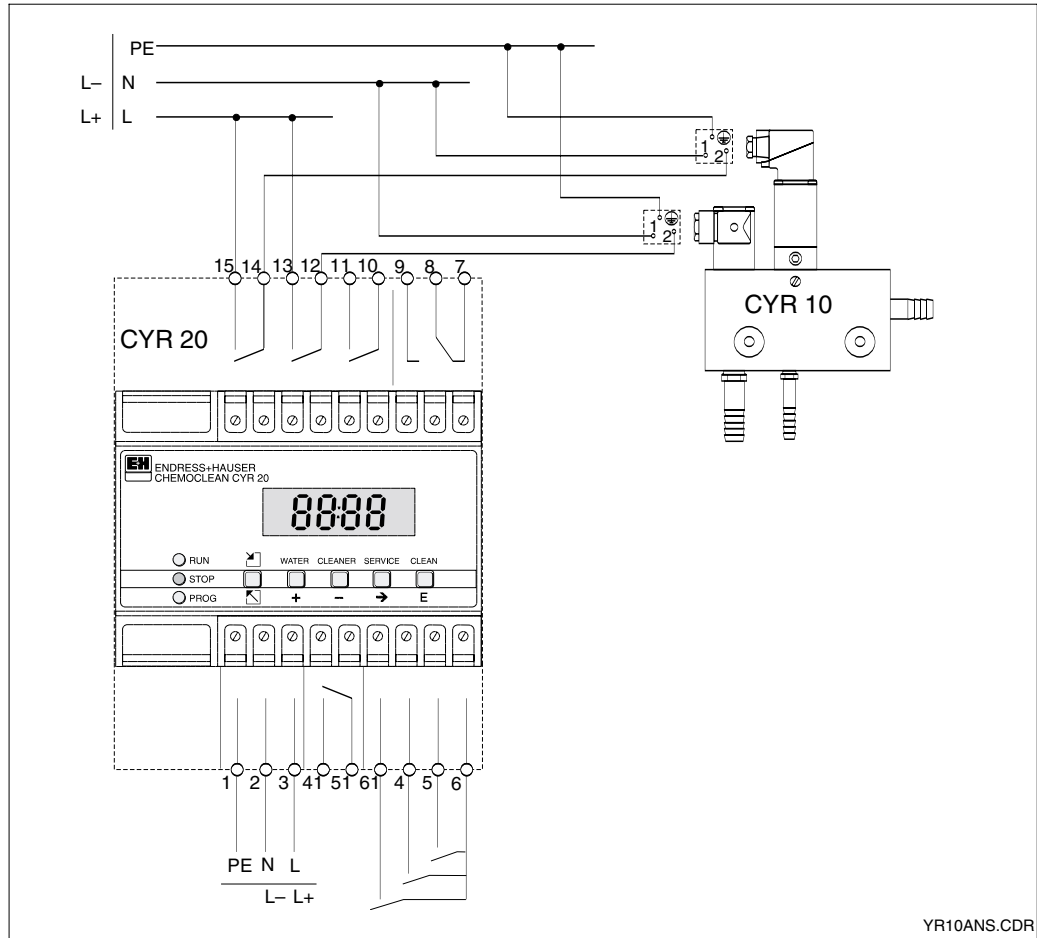 PE
L– N
L+ L
1 2
1 2
15 14 13 12 11 10 9 8 7
CYR 20
CYR 10
E+H ENDRESS+HAUSER
CHEMOCLEAN CYR 20
88:88
RUN WATER CLEANER SERVICE CLEAN
STOP
PROG + – → E
1 2 3 41 51 61 4 5 6
PE N L
L– L+
YR10ANS.CDR